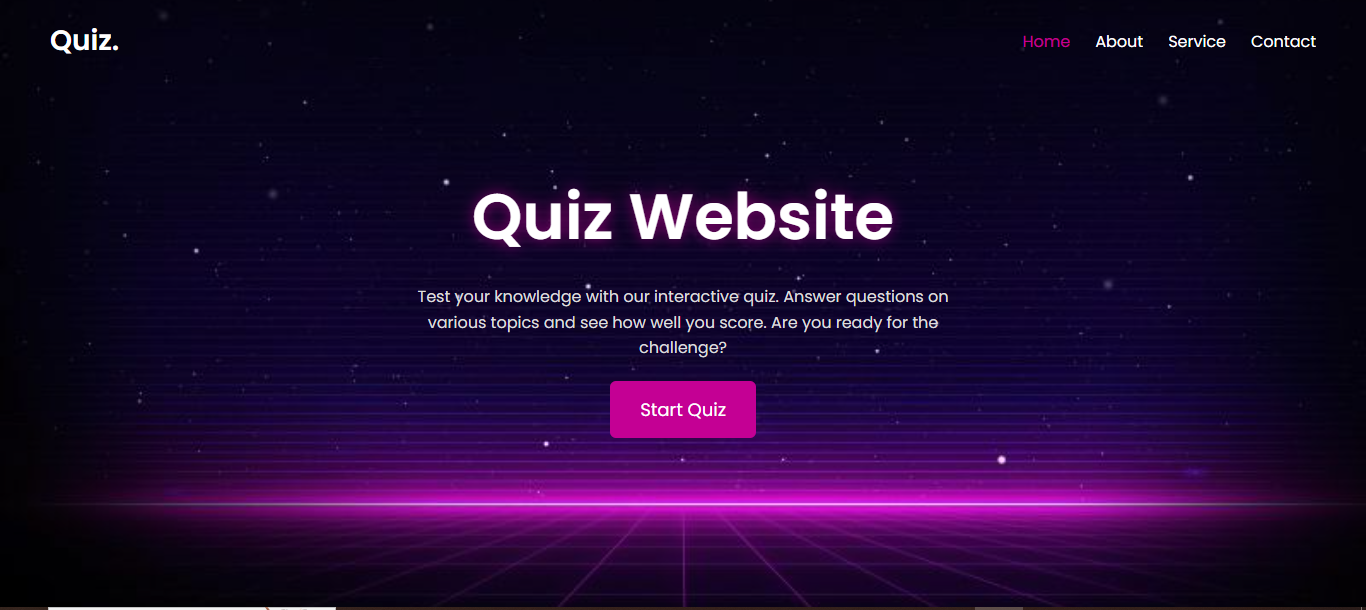 Quiz.
Home About Service Contact
Quiz Website
Test your knowledge with our interactive quiz. Answer questions on
various topics and see how well you score. Are you ready for the
challenge?
Start Quiz